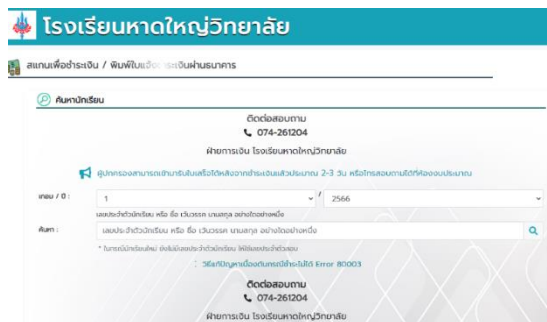 โรงเรียนหาดใหญ่วิทยาลัย
สแกนเพื่อชำระเงิน / พิมพ์ใบแจ้งชำระเงินผ่านธนาคาร
ค้นหานักเรียน
ติดต่อสอบถาม
074-261204
ฝ่ายการเงิน โรงเรียนหาดใหญ่วิทยาลัย
ผู้ปกครองสามารถเข้ามารับใบเสร็จได้หลังจากชำระเงินแล้วประมาณ 2-3 วัน หรือโทรสอบถามได้ที่ห้องงบประมาณ
เทอม / ปี : 1 / 2566
เลขประจำตัวนักเรียน หรือ ชื่อ เว้นวรรค นามสกุล อย่างใดอย่างหนึ่ง
ค้นหา : เลขประจำตัวนักเรียน หรือ ชื่อ เว้นวรรค นามสกุล อย่างใดอย่างหนึ่ง
* ในกรณีนักเรียนใหม่ ยังไม่มีเลขประจำตัวนักเรียน ให้ใช้เลขประจำตัวสอบ
วิธีแก้ปัญหาเบื้องต้นกรณีชำระไม่ได้ Error 80003
ติดต่อสอบถาม
074-261204
ฝ่ายการเงิน โรงเรียนหาดใหญ่วิทยาลัย